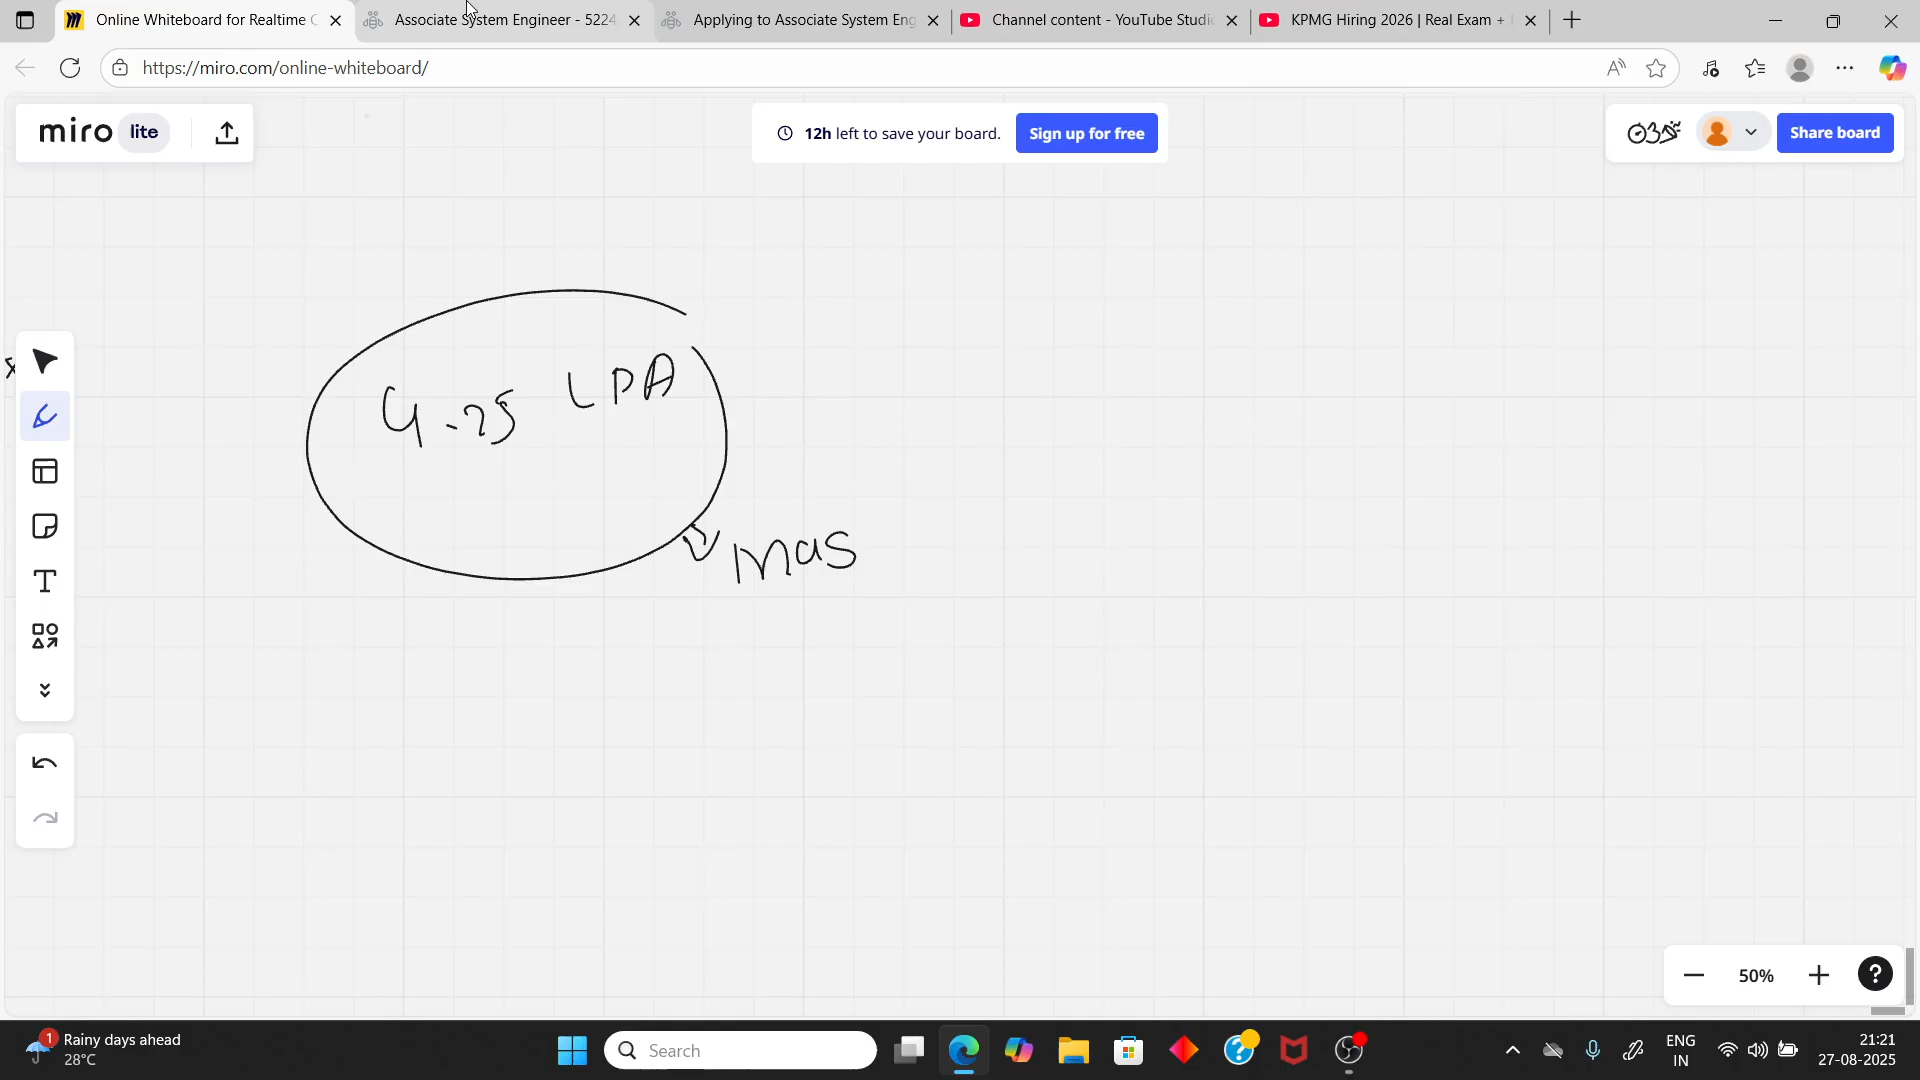 Online Whiteboard for Realtime C
Associate System Engineer - 5224
Applying to Associate System Eng
Channel content - YouTube Studio
KPMG Hiring 2026 | Real Exam +
https://miro.com/online-whiteboard/
miro lite
12h left to save your board.
Sign up for free
Share board
4.25 LPA
mas
T
50%
?
1
Rainy days ahead
28°C
Search
ENG
IN
21:21
27-08-2025